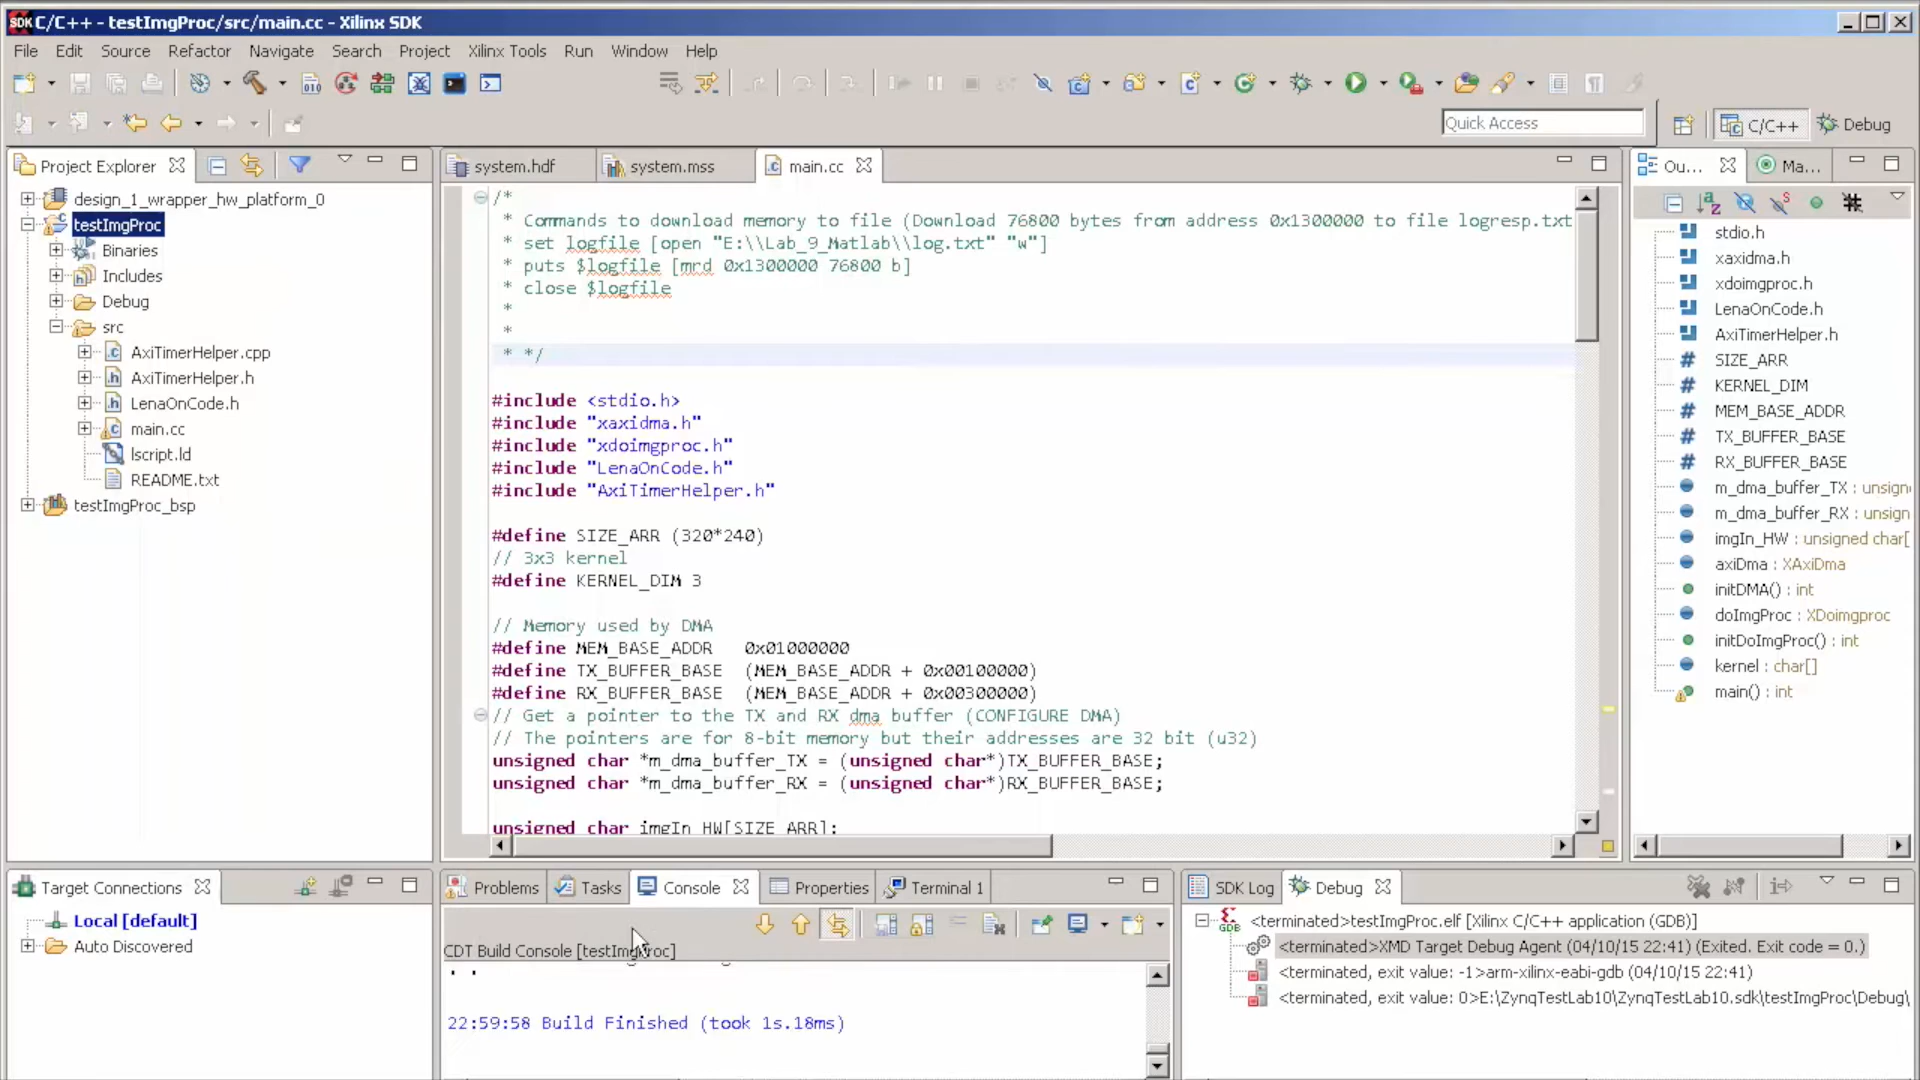 SDK C/C++ - testImgProc/src/main.cc - Xilinx SDK
File Edit Source Refactor Navigate Search Project Xilinx Tools Run Window Help
Quick Access
C/C++
Debug
Project Explorer
design_1_wrapper_hw_platform_0
testImgProc
Binaries
Includes
Debug
src
AxiTimerHelper.cpp
AxiTimerHelper.h
LenaOnCode.h
main.cc
lscript.ld
README.txt
testImgProc_bsp
system.hdf
system.mss
main.cc
/*
* Commands to download memory to file (Download 76800 bytes from address 0x1300000 to file logresp.txt
* set logfile [open "E:\\Lab_9_Matlab\\log.txt" "w"]
* puts $logfile [mrd 0x1300000 76800 b]
* close $logfile
*
*
* */
#include <stdio.h>
#include "xaxidma.h"
#include "xdoimgproc.h"
#include "LenaOnCode.h"
#include "AxiTimerHelper.h"
#define SIZE_ARR (320*240)
// 3x3 kernel
#define KERNEL_DIM 3
// Memory used by DMA
#define MEM_BASE_ADDR 0x01000000
#define TX_BUFFER_BASE (MEM_BASE_ADDR + 0x00100000)
#define RX_BUFFER_BASE (MEM_BASE_ADDR + 0x00300000)
// Get a pointer to the TX and RX dma buffer (CONFIGURE DMA)
// The pointers are for 8-bit memory but their addresses are 32 bit (u32)
unsigned char *m_dma_buffer_TX = (unsigned char*)TX_BUFFER_BASE;
unsigned char *m_dma_buffer_RX = (unsigned char*)RX_BUFFER_BASE;
unsigned char imgIn_HW[SIZE_ARR];
Ou...
Ma...
stdio.h
xaxidma.h
xdoimgproc.h
LenaOnCode.h
AxiTimerHelper.h
SIZE_ARR
KERNEL_DIM
MEM_BASE_ADDR
TX_BUFFER_BASE
RX_BUFFER_BASE
m_dma_buffer_TX : unsign
m_dma_buffer_RX : unsign
imgIn_HW : unsigned char[
axiDma : XAxiDma
initDMA() : int
doImgProc : XDoimgproc
initDoImgProc() : int
kernel : char[]
main() : int
Target Connections
Local [default]
Auto Discovered
Problems
Tasks
Console
Properties
Terminal 1
CDT Build Console [testImgProc]
22:59:58 Build Finished (took 1s.18ms)
SDK Log
Debug
<terminated>testImgProc.elf [Xilinx C/C++ application (GDB)]
<terminated>XMD Target Debug Agent (04/10/15 22:41) (Exited. Exit code = 0.)
<terminated, exit value: -1>arm-xilinx-eabi-gdb (04/10/15 22:41)
<terminated, exit value: 0>E:\ZynqTestLab10\ZynqTestLab10.sdk\testImgProc\Debug\